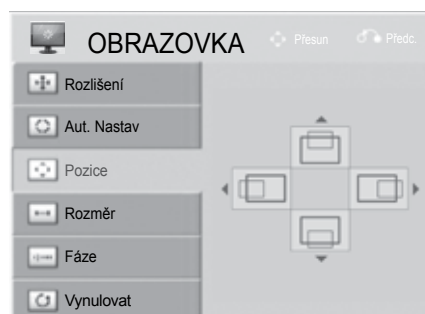 OBRAZOVKA Přesun Předc.
Rozlišení
Aut. Nastav
Pozice
Rozměr
Fáze
Vynulovat